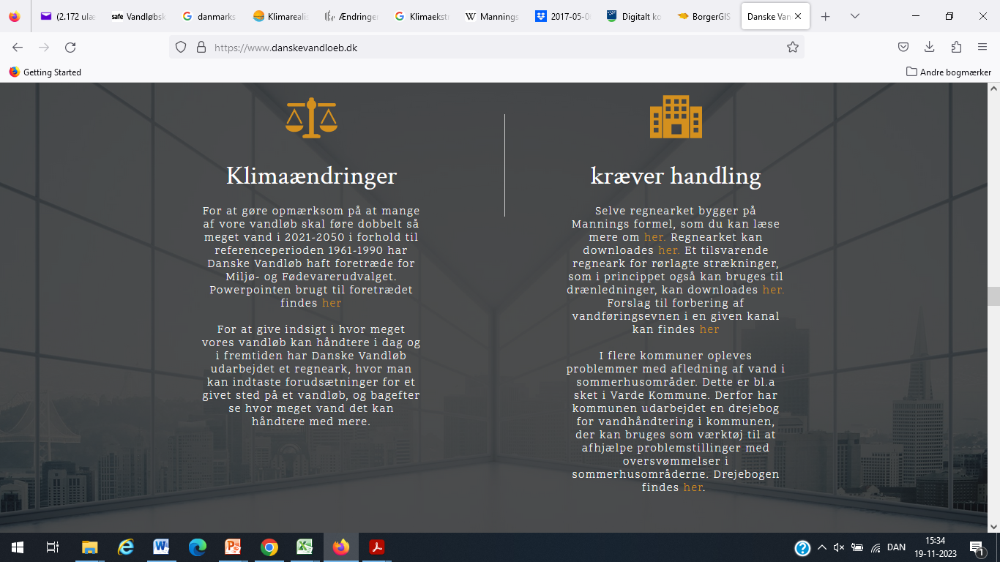 (2.172 ulæ
safe
Vandløbsk
danmarks
Klimarealis
Ændringer
Klimaekstr
W
Mannings
2017-05-0
Digitalt ko
BorgerGIS
Danske Van
https://www.danskevandloeb.dk
Getting Started
Andre bogmærker
Klimaændringer
For at gøre opmærksom på at mange
af vore vandløb skal føre dobbelt så
meget vand i 2021-2050 i forhold til
referenceperioden 1961-1990 har
Danske Vandløb haft foretræde for
Miljø- og Fødevarerudvalget.
Powerpointen brugt til foretrædet
findes her
For at give indsigt i hvor meget
vores vandløb kan håndtere i dag og
i fremtiden har Danske Vandløb
udarbejdet et regneark, hvor man
kan indtaste forudsætninger for et
givet sted på et vandløb, og bagefter
se hvor meget vand det kan
håndtere med mere.
kræver handling
Selve regnearket bygger på
Mannings formel, som du kan læse
mere om her. Regnearket kan
downloades her. Et tilsvarende
regneark for rørlagte strækninger,
som i princippet også kan bruges til
drænledninger, kan downloades her.
Forslag til forbering af
vandføringsevnen i en given kanal
kan findes her
I flere kommuner opleves
problemmer med afledning af vand i
sommerhusområder. Dette er bl.a
sket i Varde Kommune. Derfor har
kommunen udarbejdet en drejebog
for vandhåndtering i kommunen,
der kan bruges som værktøj til at
afhjælpe problemstillinger med
oversvømmelser i
sommerhusområderne. Drejebogen
findes her.
DAN
15:34
19-11-2023
1